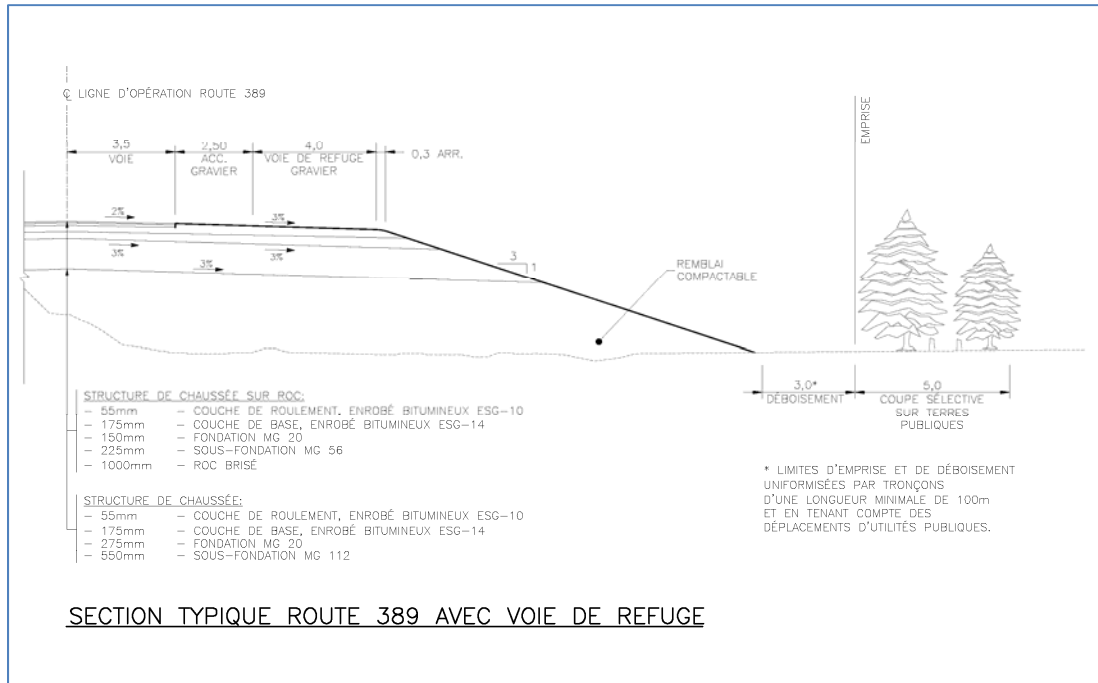 ℄ LIGNE D'OPÉRATION ROUTE 389
3,5
VOIE
2,50
ACC.
GRAVIER
4,0
VOIE DE REFUGE
GRAVIER
0,3 ARR.
EMPRISE
2%
3%
3%
3%
3%
3
1
REMBLAI
COMPACTABLE
3,0*
DÉBOISEMENT
5,0
COUPE SÉLECTIVE
SUR TERRES
PUBLIQUES
STRUCTURE DE CHAUSSÉE SUR ROC:
- 55mm - COUCHE DE ROULEMENT. ENROBÉ BITUMINEUX ESG-10
- 175mm - COUCHE DE BASE, ENROBÉ BITUMINEUX ESG-14
- 150mm - FONDATION MG 20
- 225mm - SOUS-FONDATION MG 56
- 1000mm - ROC BRISÉ
STRUCTURE DE CHAUSSÉE:
- 55mm - COUCHE DE ROULEMENT, ENROBÉ BITUMINEUX ESG-10
- 175mm - COUCHE DE BASE, ENROBÉ BITUMINEUX ESG-14
- 275mm - FONDATION MG 20
- 550mm - SOUS-FONDATION MG 112
* LIMITES D'EMPRISE ET DE DÉBOISEMENT
UNIFORMISÉES PAR TRONÇONS
D'UNE LONGUEUR MINIMALE DE 100m
ET EN TENANT COMPTE DES
DÉPLACEMENTS D'UTILITÉS PUBLIQUES.
SECTION TYPIQUE ROUTE 389 AVEC VOIE DE REFUGE